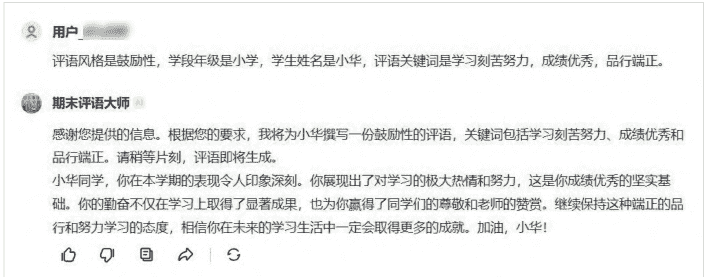 用户_
评语风格是鼓励性，学段年级是小学，学生姓名是小华，评语关键词是学习刻苦努力，成绩优秀，品行端正。
期末评语大师
感谢您提供的信息。根据您的要求，我将为小华撰写一份鼓励性的评语，关键词包括学习刻苦努力、成绩优秀和
品行端正。请稍等片刻，评语即将生成。
小华同学，你在本学期的表现令人印象深刻。你展现出了对学习的极大热情和努力，这是你成绩优秀的坚实基
础。你的勤奋不仅在学习上取得了显著成果，也为你赢得了同学们的尊敬和老师的赞赏。继续保持这种端正的品
行和努力学习的态度，相信你在未来的学习生活中一定会取得更多的成就。加油，小华！